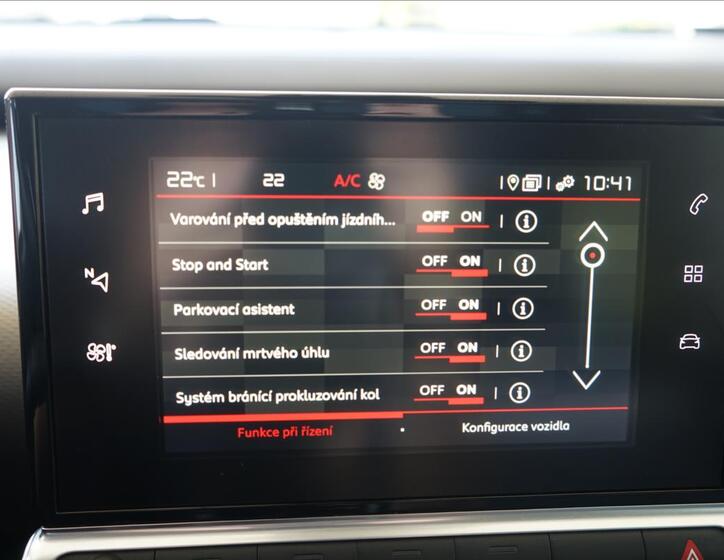 22°C 22 A/C 10:41
Varování před opuštěním jízdníh... OFF ON
Stop and Start OFF ON
Parkovací asistent OFF ON
Sledování mrtvého úhlu OFF ON
Systém bránící prokluzování kol OFF ON
Funkce při řízení Konfigurace vozidla
N